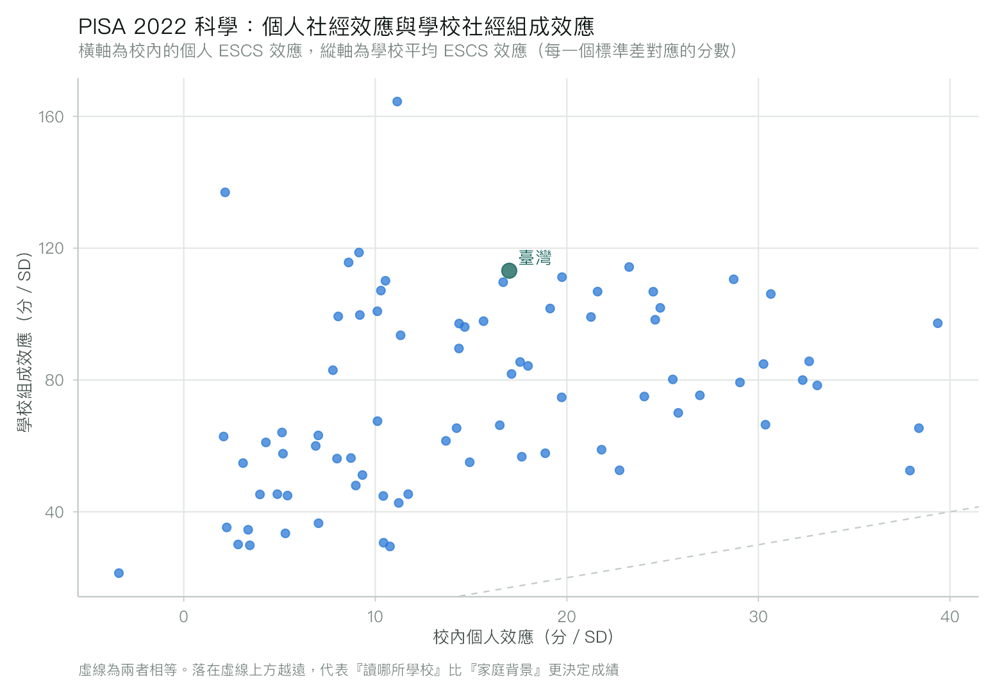 PISA 2022 科學：個人社經效應與學校社經組成效應
橫軸為校內的個人 ESCS 效應，縱軸為學校平均 ESCS 效應（每一個標準差對應的分數）
160
120
80
40
學校組成效應（分 / SD）
臺灣
0
10
20
30
40
校內個人效應（分 / SD）
虛線為兩者相等。落在虛線上方越遠，代表『讀哪所學校』比『家庭背景』更決定成績